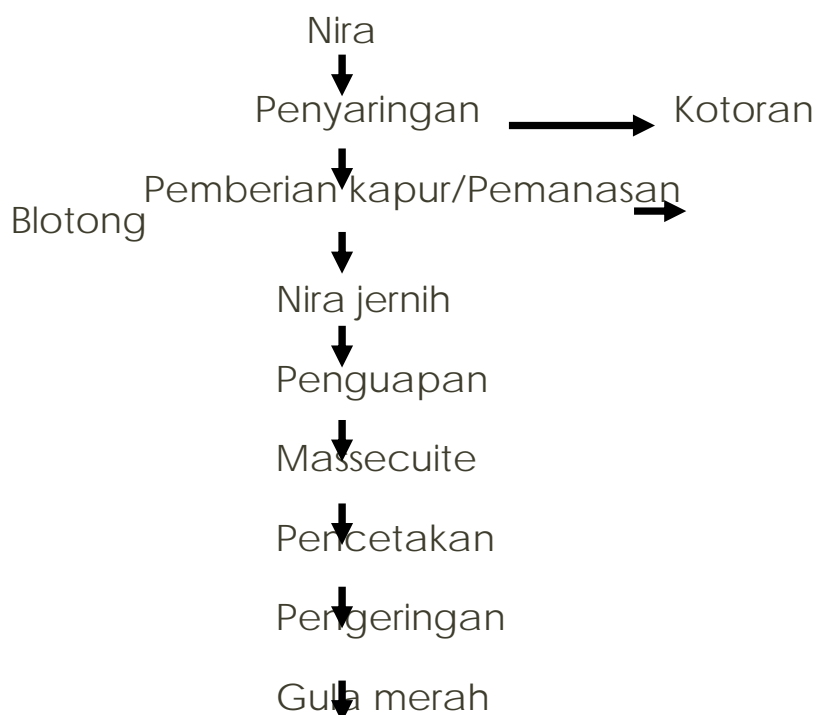 Nira
Penyaringan Kotoran
Pemberian kapur/Pemanasan
Blotong
Nira jernih
Penguapan
Massecuite
Pencetakan
Pengeringan
Gula merah